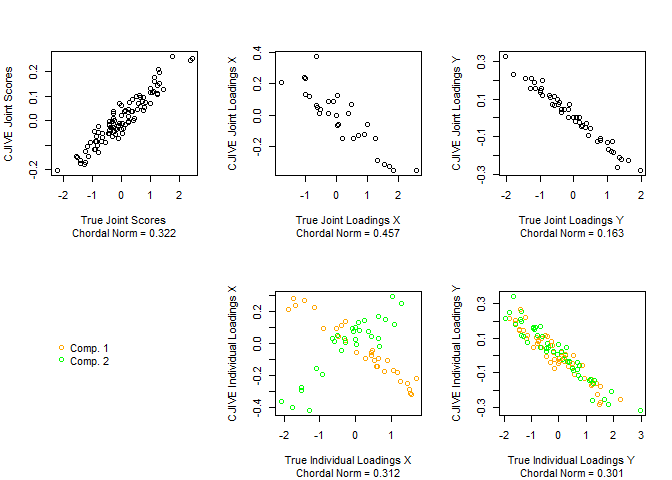 CJIVE Joint Scores
0.2
0.1
0.0
-0.2
-2
-1
0
1
2
True Joint Scores
Chordal Norm = 0.322
CJIVE Joint Loadings X
0.4
0.2
0.0
-0.2
-2
-1
0
1
2
True Joint Loadings X
Chordal Norm = 0.457
CJIVE Joint Loadings Y
0.3
0.1
-0.1
-0.3
-2
-1
0
1
2
True Joint Loadings Y
Chordal Norm = 0.163
Comp. 1
Comp. 2
CJIVE Individual Loadings X
0.2
0.0
-0.2
-0.4
-2
-1
0
1
True Individual Loadings X
Chordal Norm = 0.312
CJIVE Individual Loadings Y
0.3
0.1
-0.1
-0.3
-2
-1
0
1
2
3
True Individual Loadings Y
Chordal Norm = 0.301